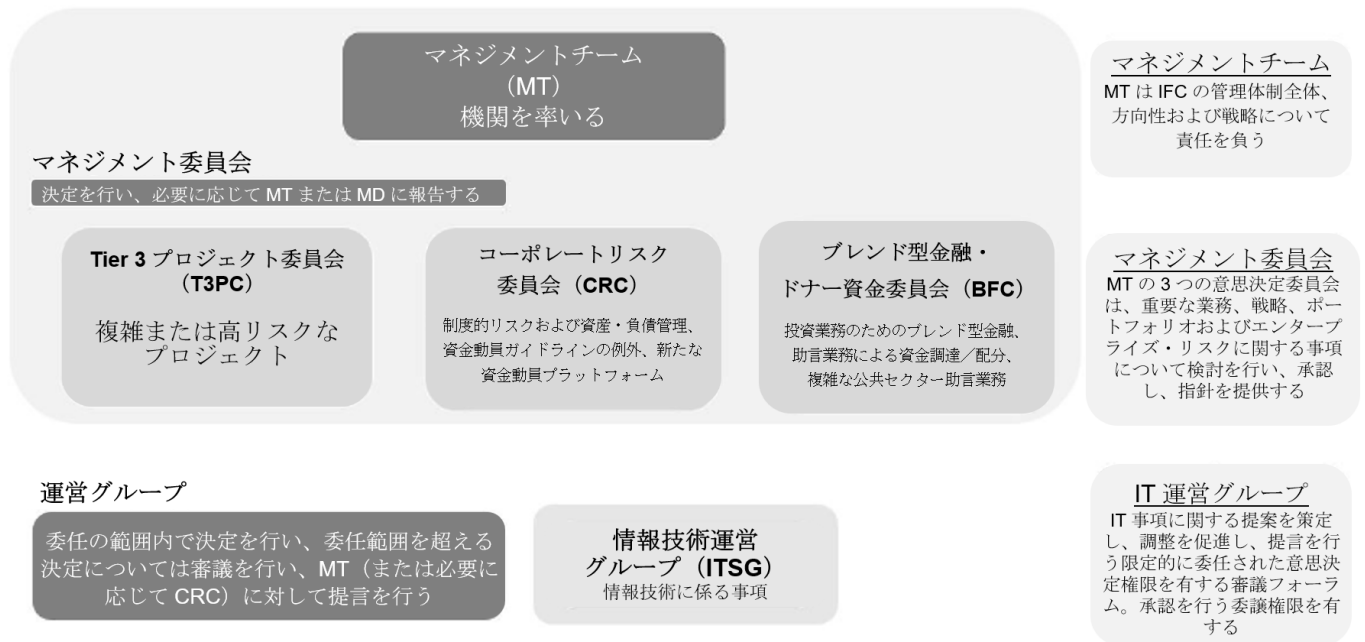 マネジメントチーム
（MT）
機関を率いる
マネジメントチーム
MT は IFC の管理体制全体、
方向性および戦略について
責任を負う
マネジメント委員会
決定を行い、必要に応じて MT または MD に報告する
Tier 3 プロジェクト委員会
（T3PC）
複雑または高リスクな
プロジェクト
コーポレートリスク
委員会（CRC）
制度的リスクおよび資産・負債管理、
資金動員ガイドラインの例外、新たな
資金動員プラットフォーム
ブレンド型金融・
ドナー資金委員会（BFC）
投資業務のためのブレンド型金融、
助言業務による資金調達／配分、
複雑な公共セクター助言業務
マネジメント委員会
MT の 3 つの意思決定委員会
は、重要な業務、戦略、ポー
トフォリオおよびエンタープ
ライズ・リスクに関する事項
について検討を行い、承認
し、指針を提供する
運営グループ
委任の範囲内で決定を行い、委任範囲を超える
決定については審議を行い、MT（または必要に
応じて CRC）に対して提言を行う
情報技術運営
グループ（ITSG）
情報技術に係る事項
IT 運営グループ
IT 事項に関する提案を策定
し、調整を促進し、提言を行
う限定的に委任された意思決
定権限を有する審議フォーラ
ム。承認を行う委譲権限を有
する